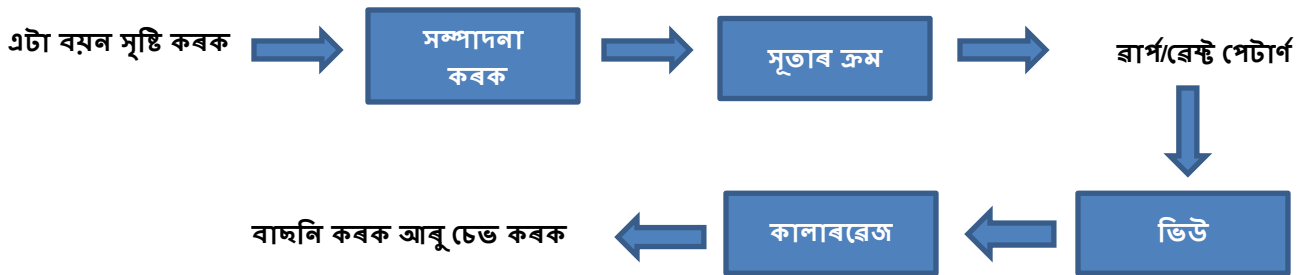 এটা বয়ন সৃষ্টি কৰক
সম্পাদনা
কৰক
সূতাৰ ক্ৰম
ৱাৰ্প/ৱেফ্ট পেটাৰ্ণ
ভিউ
কালাৰৱেজ
বাছনি কৰক আৰু চেভ কৰক